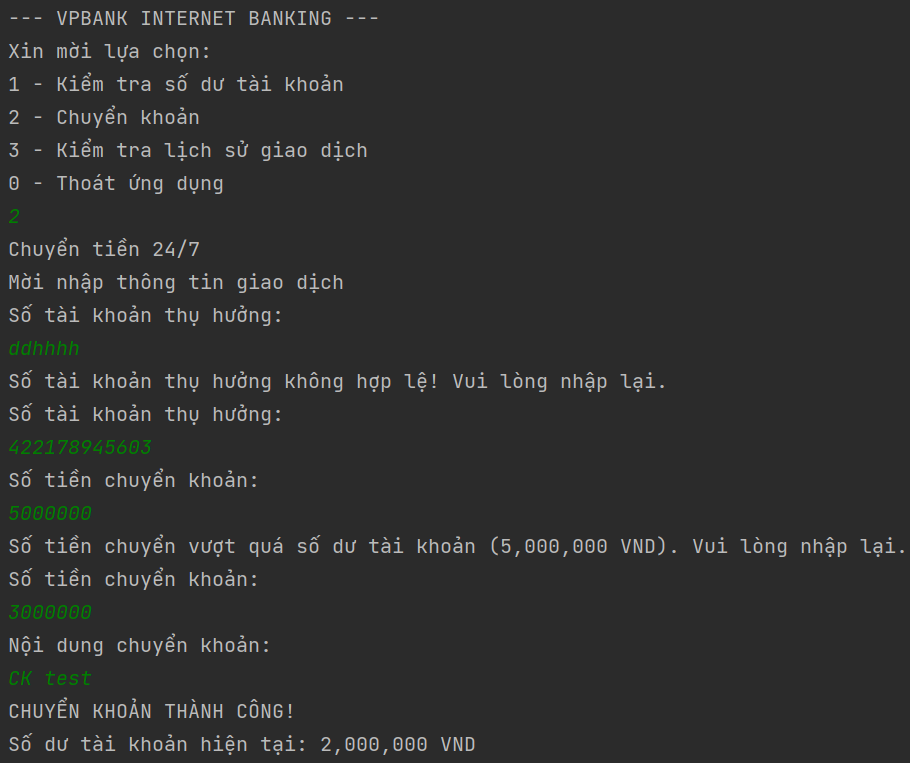 --- VPBANK INTERNET BANKING ---
Xin mời lựa chọn:
1 - Kiểm tra số dư tài khoản
2 - Chuyển khoản
3 - Kiểm tra lịch sử giao dịch
0 - Thoát ứng dụng
2
Chuyển tiền 24/7
Mời nhập thông tin giao dịch
Số tài khoản thụ hưởng:
ddhhhh
Số tài khoản thụ hưởng không hợp lệ! Vui lòng nhập lại.
Số tài khoản thụ hưởng:
422178945603
Số tiền chuyển khoản:
5000000
Số tiền chuyển vượt quá số dư tài khoản (5,000,000 VND). Vui lòng nhập lại.
Số tiền chuyển khoản:
3000000
Nội dung chuyển khoản:
CK test
CHUYỂN KHOẢN THÀNH CÔNG!
Số dư tài khoản hiện tại: 2,000,000 VND